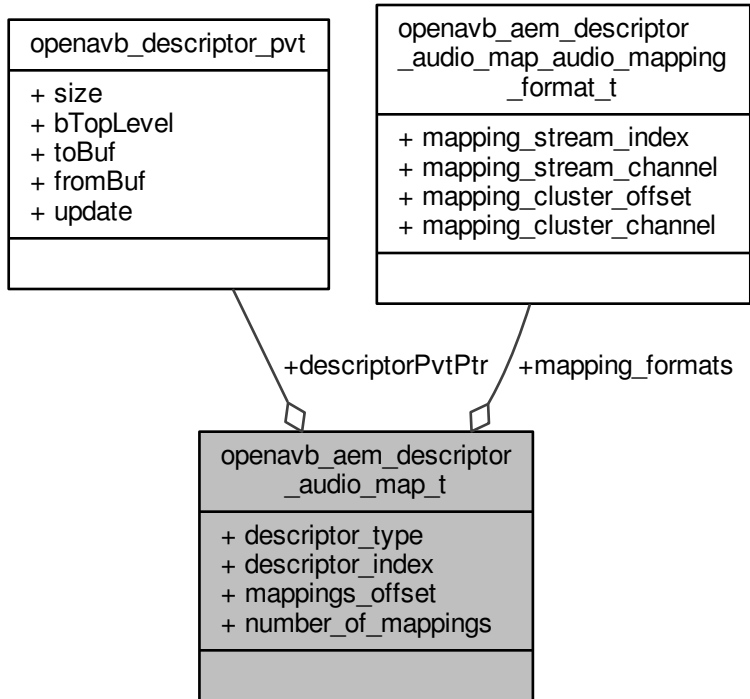 openavb_descriptor_pvt
+ size
+ bTopLevel
+ toBuf
+ fromBuf
+ update
openavb_aem_descriptor
_audio_map_audio_mapping
_format_t
+ mapping_stream_index
+ mapping_stream_channel
+ mapping_cluster_offset
+ mapping_cluster_channel
+descriptorPvtPtr
+mapping_formats
openavb_aem_descriptor
_audio_map_t
+ descriptor_type
+ descriptor_index
+ mappings_offset
+ number_of_mappings